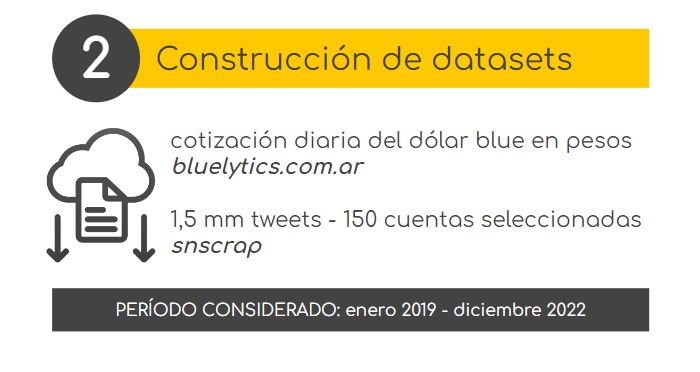 2
Construcción de datasets
cotización diaria del dólar blue en pesos
bluelytics.com.ar
1,5 mm tweets - 150 cuentas seleccionadas
snscrap
PERÍODO CONSIDERADO: enero 2019 - diciembre 2022